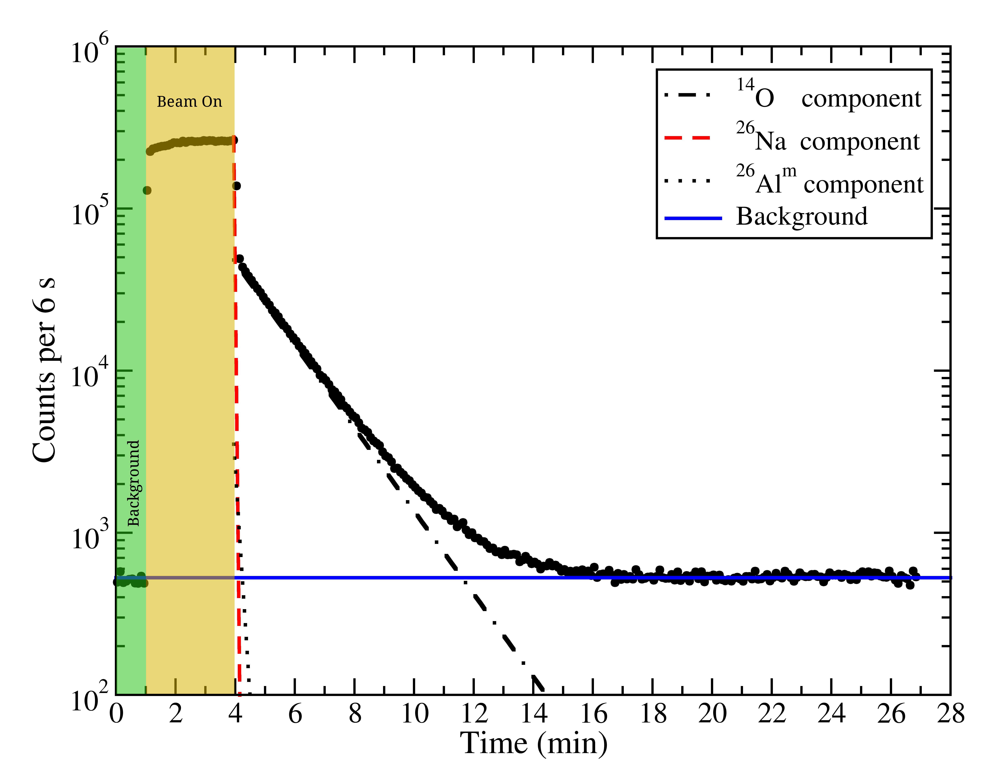 10^6
10^5
10^4
10^3
10^2
Counts per 6 s
Background
Beam On
^14O component
^26Na component
^26Al^m component
Background
0 2 4 6 8 10 12 14 16 18 20 22 24 26 28
Time (min)